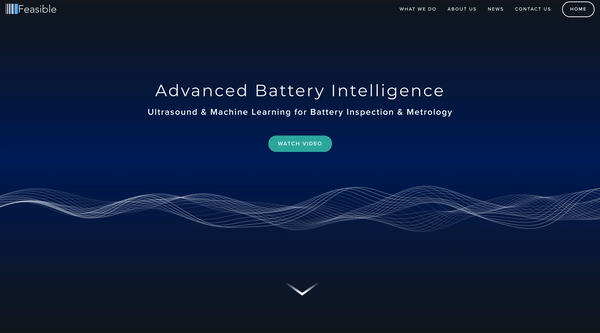 Feasible
WHAT WE DO ABOUT US NEWS CONTACT US HOME
Advanced Battery Intelligence
Ultrasound & Machine Learning for Battery Inspection & Metrology
WATCH VIDEO